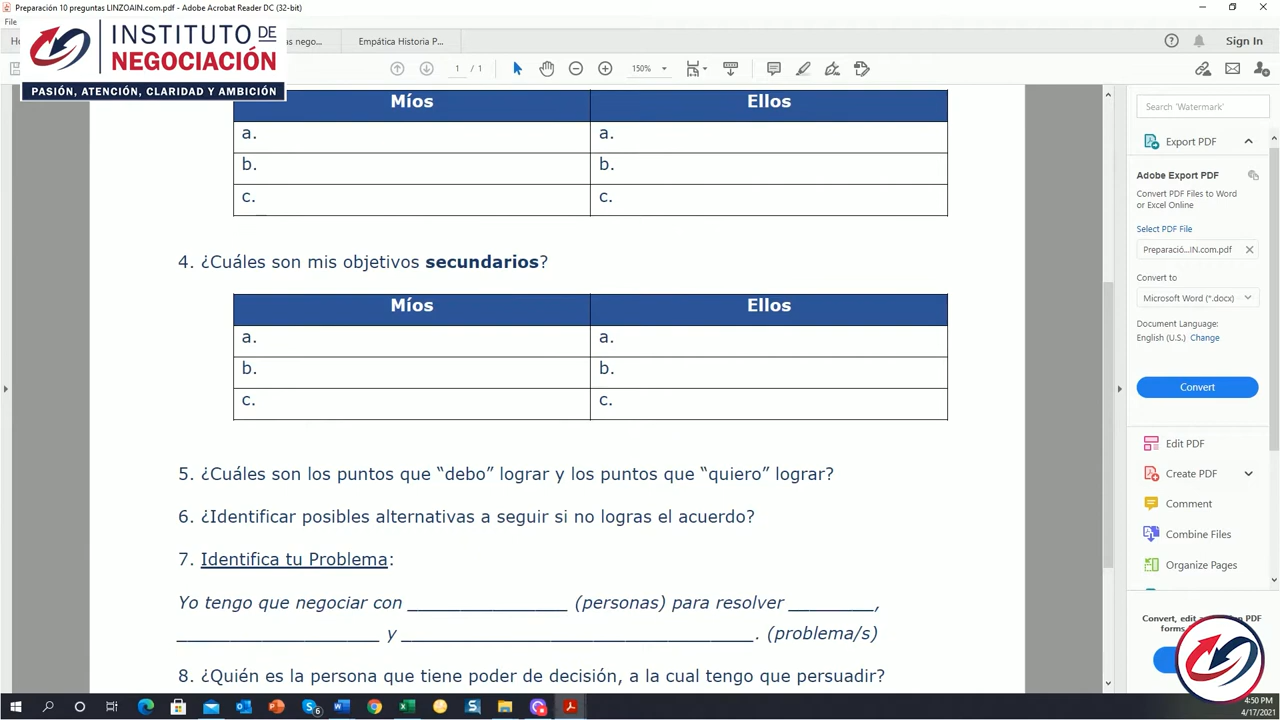 Preparación 10 preguntas LINZOAIN.com.pdf - Adobe Acrobat Reader DC (32-bit)
File
INSTITUTO DE
NEGOCIACIÓN
PASIÓN, ATENCIÓN, CLARIDAD Y AMBICIÓN
as nego...
Empática Historia P...
Sign In
1 / 1
150%
Search 'Watermark'
Export PDF
Adobe Export PDF
Convert PDF Files to Word
or Excel Online
Select PDF File
Preparació...IN.com.pdf
Convert to
Microsoft Word (*.docx)
Document Language:
English (U.S.) Change
Convert
Edit PDF
Create PDF
Comment
Combine Files
Organize Pages
Míos Ellos
a. a.
b. b.
c. c.
4. ¿Cuáles son mis objetivos secundarios?
Míos Ellos
a. a.
b. b.
c. c.
5. ¿Cuáles son los puntos que “debo” lograr y los puntos que “quiero” lograr?
6. ¿Identificar posibles alternativas a seguir si no logras el acuerdo?
7. Identifica tu Problema:
Yo tengo que negociar con _______________ (personas) para resolver ________,
___________________ y _________________________________. (problema/s)
8. ¿Quién es la persona que tiene poder de decisión, a la cual tengo que persuadir?
Convert, edit PDF
4:50 PM
4/17/2021